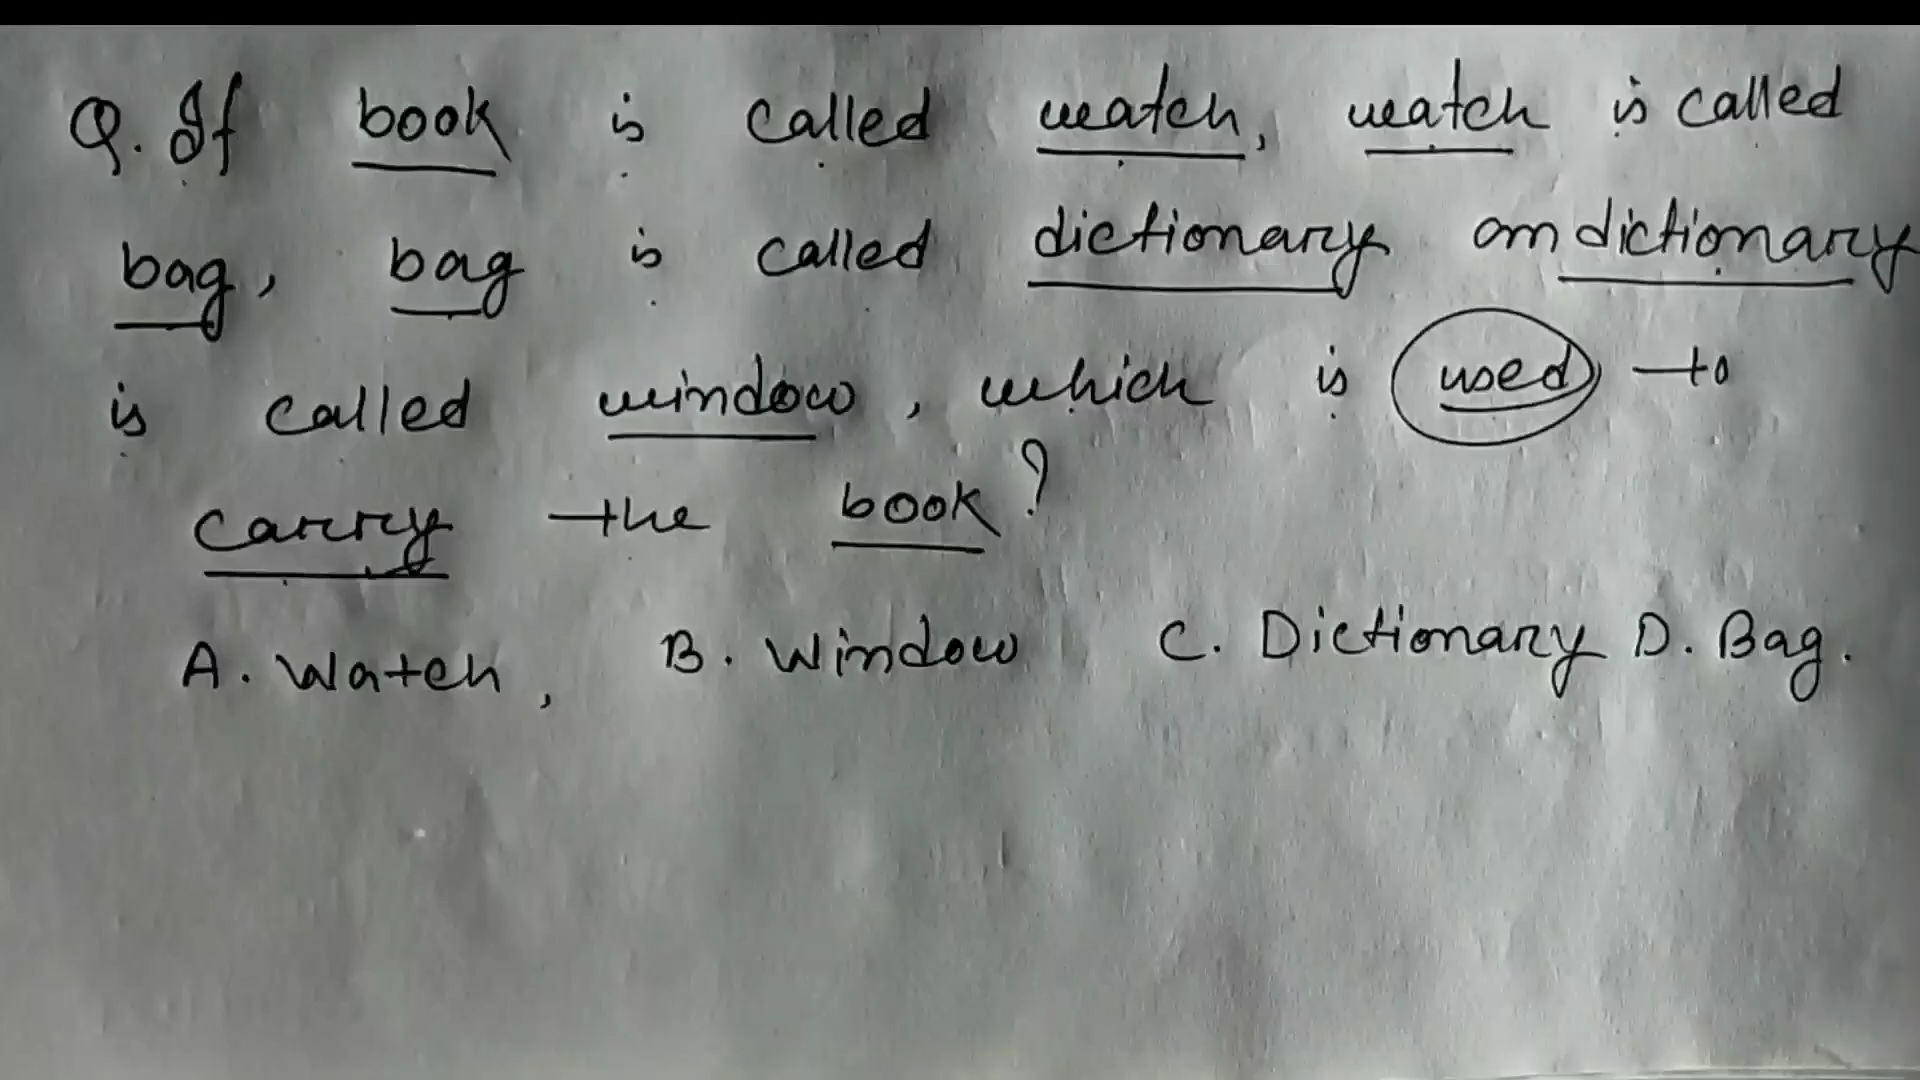 Q. If book is called watch, watch is called
bag, bag is called dictionary an dictionary
is called window, which is used to
carry the book?
A. Watch, B. Window C. Dictionary D. Bag.